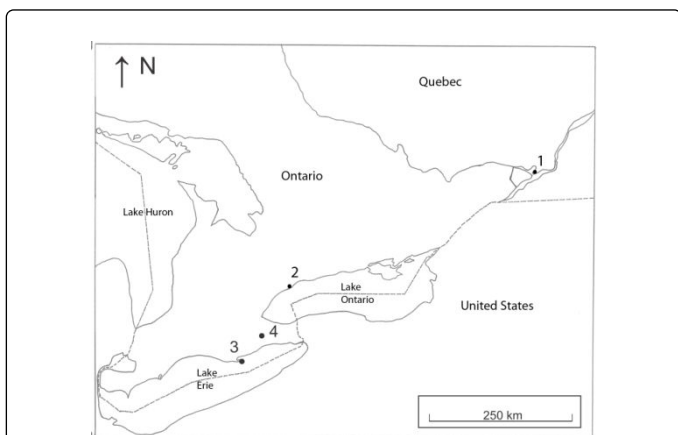 N
Quebec
1
Ontario
Lake Huron
2
Lake
Ontario
United States
4
3
Lake
Erie
250 km